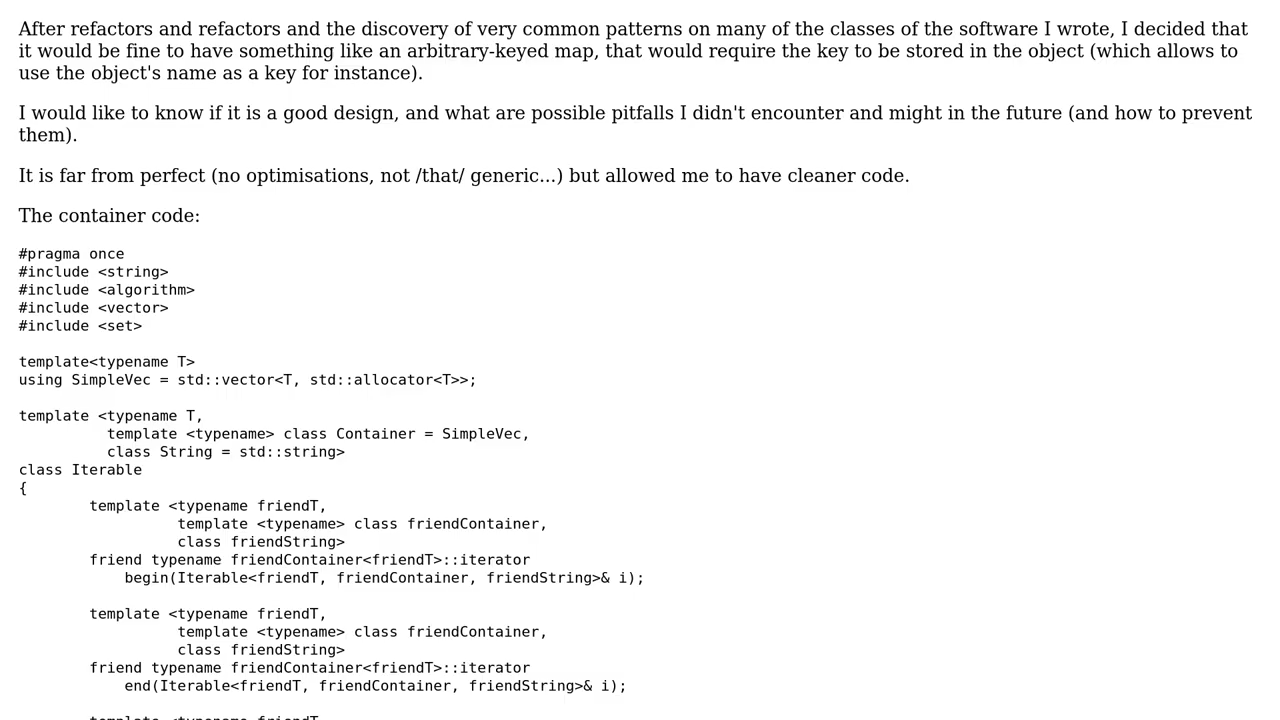 After refactors and refactors and the discovery of very common patterns on many of the classes of the software I wrote, I decided that
it would be fine to have something like an arbitrary-keyed map, that would require the key to be stored in the object (which allows to
use the object's name as a key for instance).
I would like to know if it is a good design, and what are possible pitfalls I didn't encounter and might in the future (and how to prevent
them).
It is far from perfect (no optimisations, not /that/ generic...) but allowed me to have cleaner code.
The container code:
#pragma once
#include <string>
#include <algorithm>
#include <vector>
#include <set>
template<typename T>
using SimpleVec = std::vector<T, std::allocator<T>>;
template <typename T,
template <typename> class Container = SimpleVec,
class String = std::string>
class Iterable
{
template <typename friendT,
template <typename> class friendContainer,
class friendString>
friend typename friendContainer<friendT>::iterator
begin(Iterable<friendT, friendContainer, friendString>& i);
template <typename friendT,
template <typename> class friendContainer,
class friendString>
friend typename friendContainer<friendT>::iterator
end(Iterable<friendT, friendContainer, friendString>& i);
template <typename friendT,